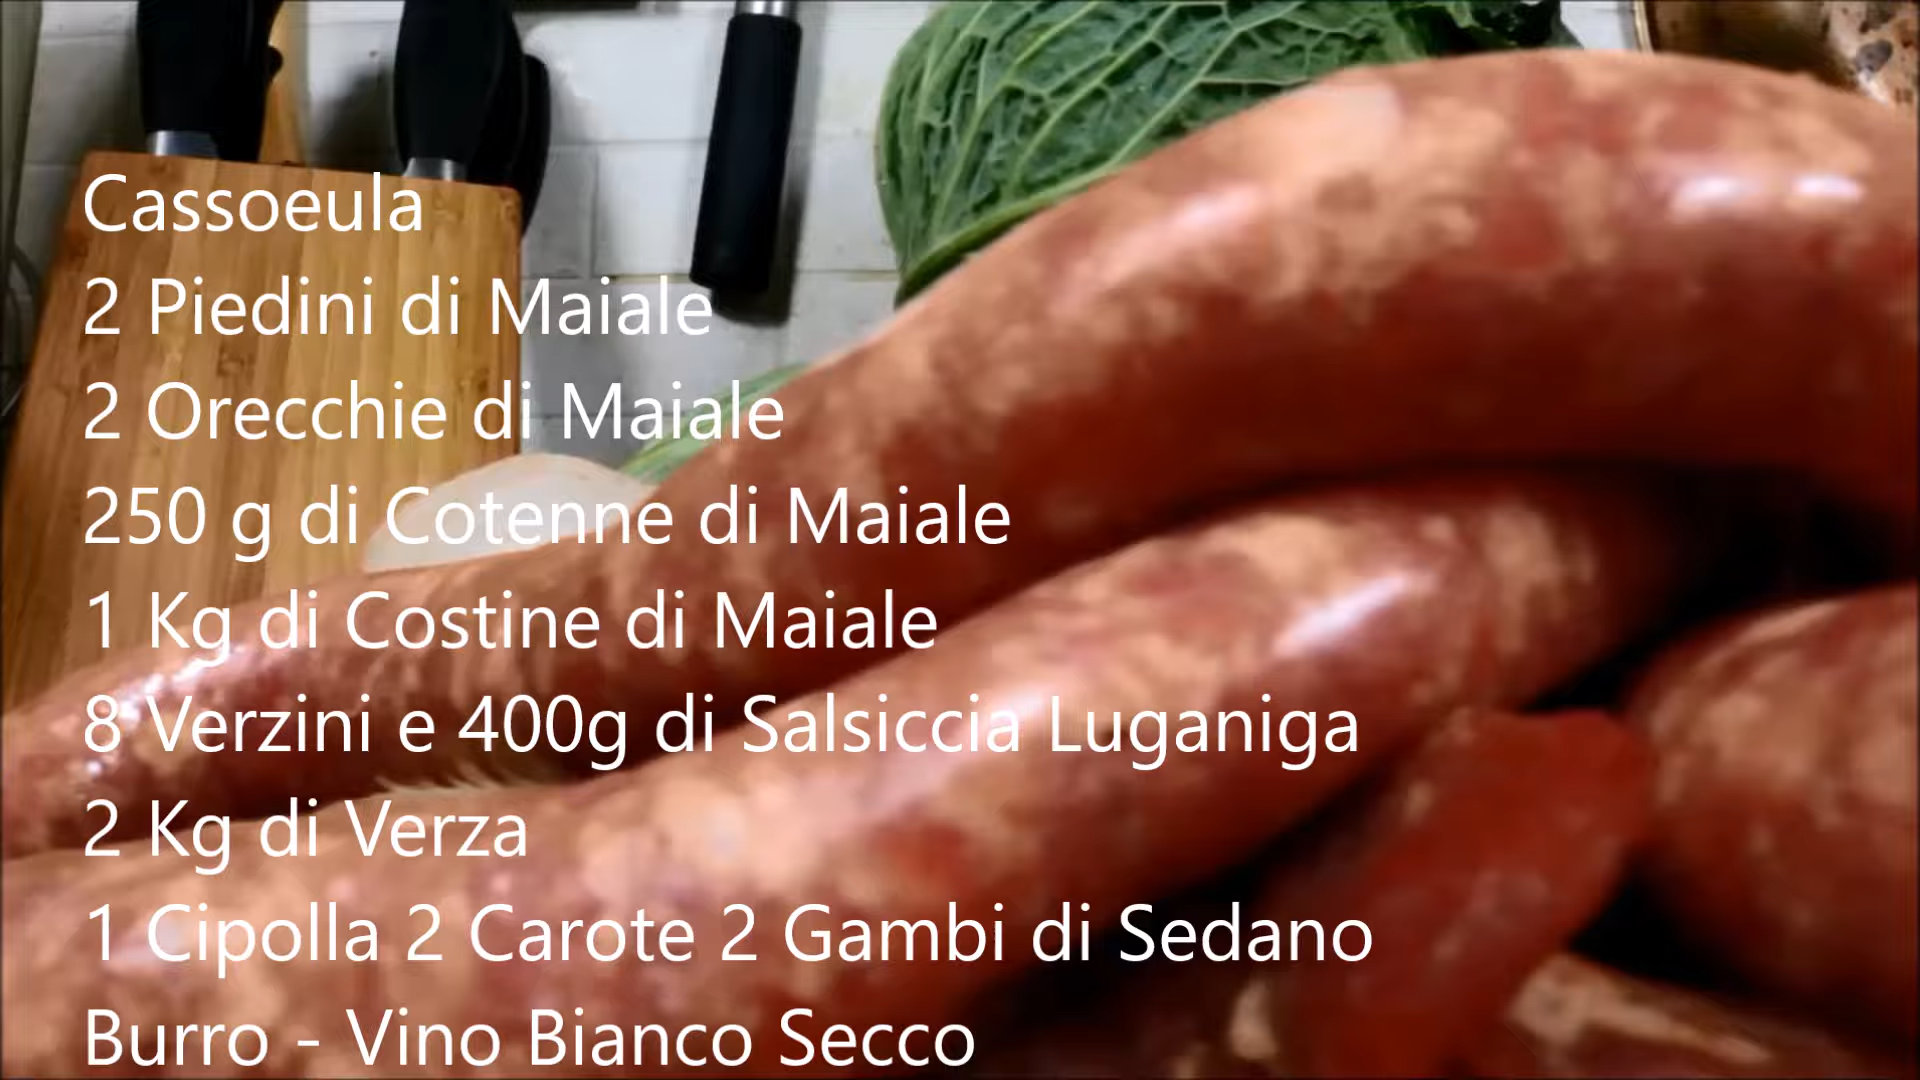 Cassoeula
2 Piedini di Maiale
2 Orecchie di Maiale
250 g di Cotenne di Maiale
1 Kg di Costine di Maiale
8 Verzini e 400g di Salsiccia Luganiga
2 Kg di Verza
1 Cipolla 2 Carote 2 Gambi di Sedano
Burro - Vino Bianco Secco